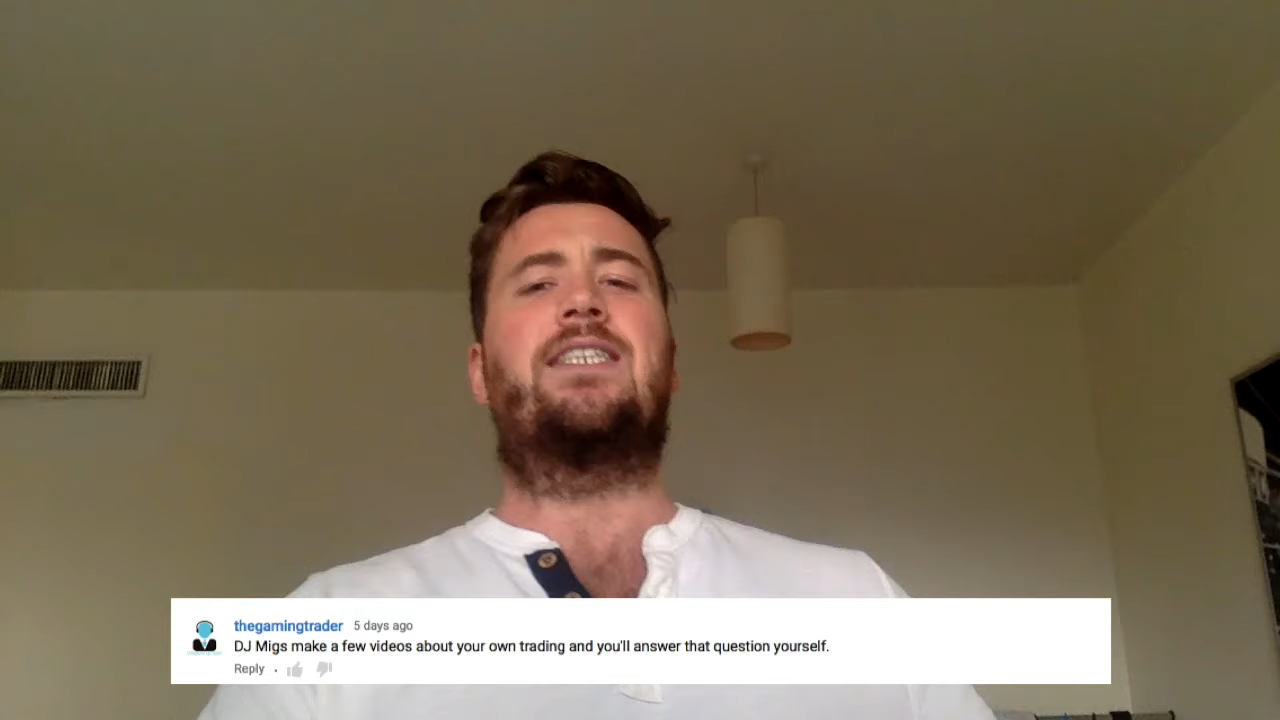 thegamingtrader 5 days ago
DJ Migs make a few videos about your own trading and you'll answer that question yourself.
Reply